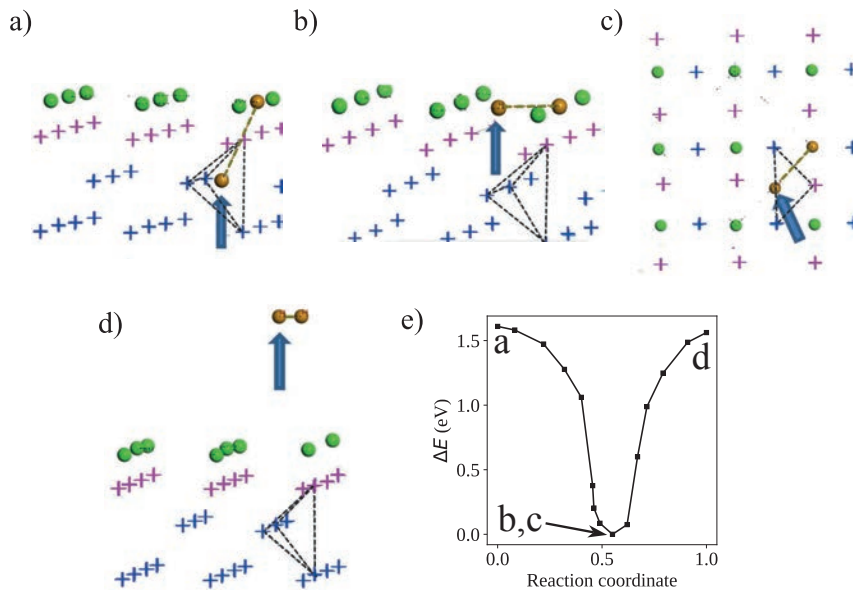 a)
b)
c)
d)
e)
ΔE (eV)
1.5
1.0
0.5
0.0
a
d
b,c
0.0
0.5
1.0
Reaction coordinate